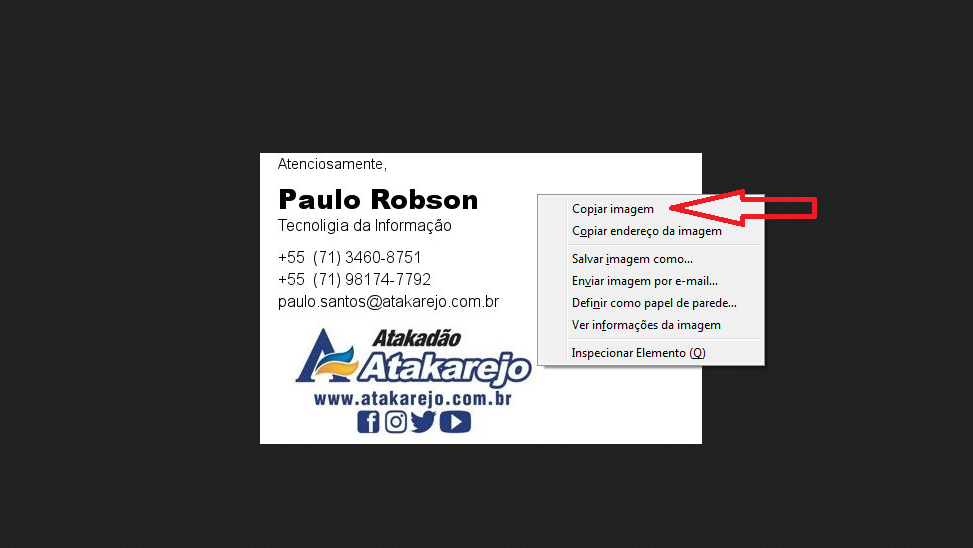 Atenciosamente,
Paulo Robson
Tecnoligia da Informação
+55 (71) 3460-8751
+55 (71) 98174-7792
paulo.santos@atakarejo.com.br
Atakadão
Atakarejo
www.atakarejo.com.br
Copiar imagem
Copiar endereço da imagem
Salvar imagem como...
Enviar imagem por e-mail...
Definir como papel de parede...
Ver informações da imagem
Inspecionar Elemento (Q)